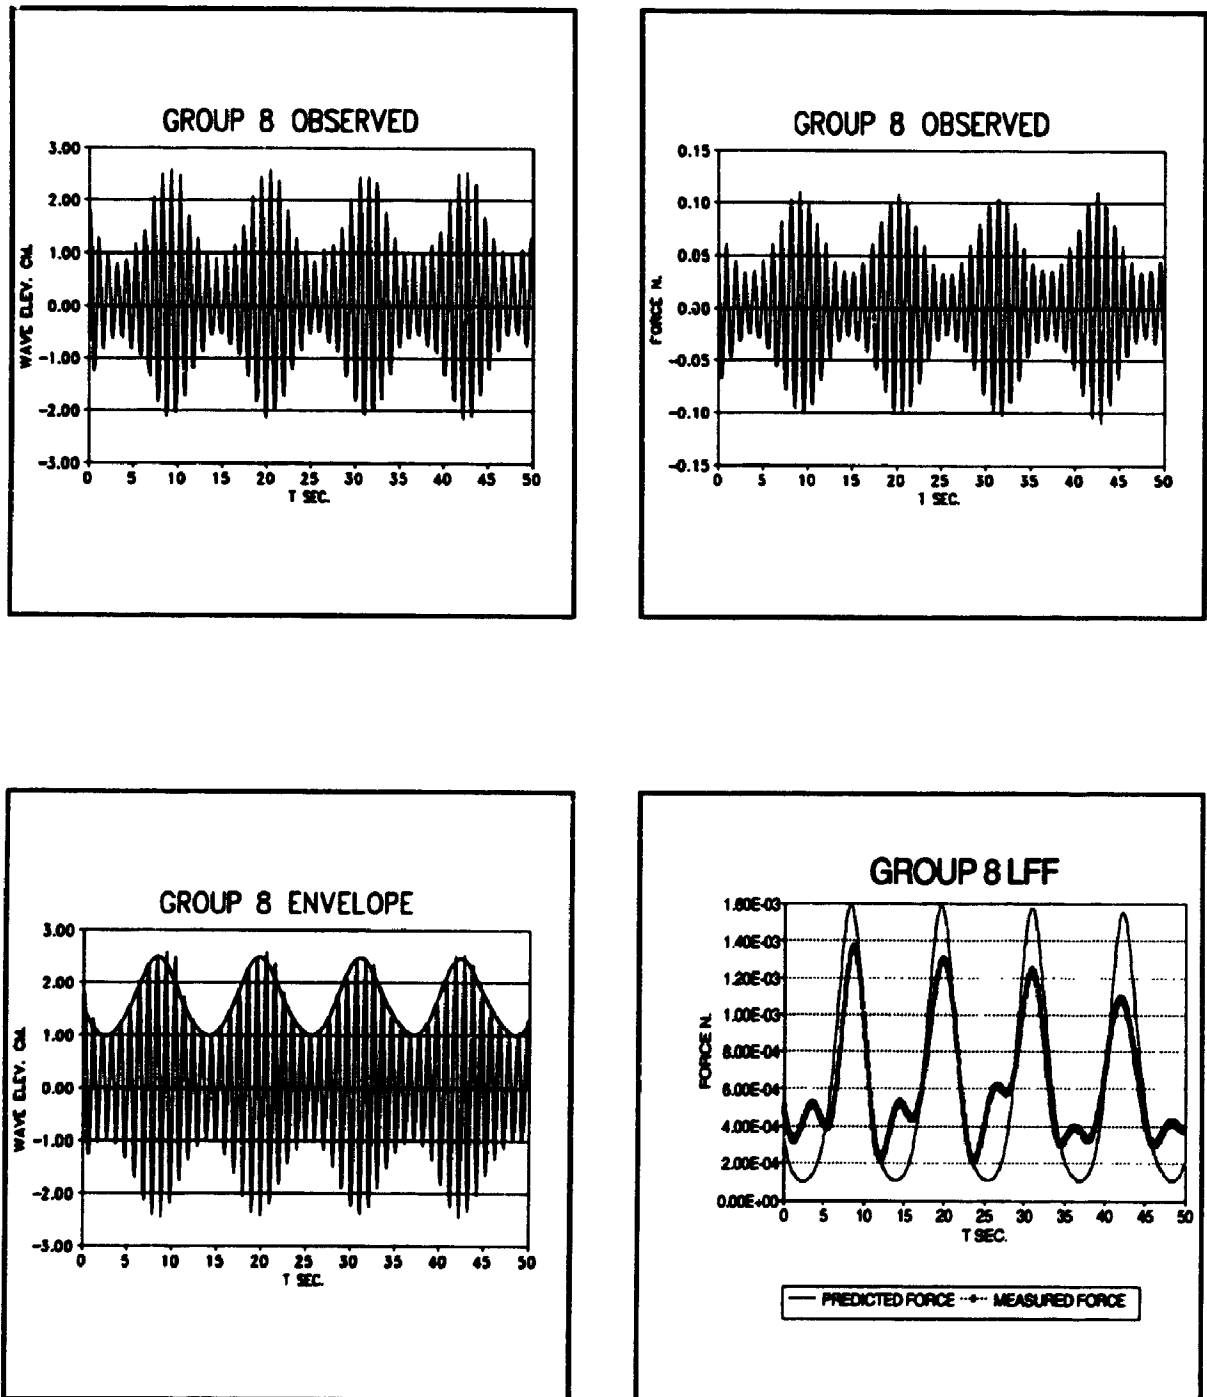 GROUP 8 OBSERVED
3.00
2.00
1.00
0.00
-1.00
-2.00
-3.00
WAVE ELEV. CM.
0 5 10 15 20 25 30 35 40 45 50
T SEC.
GROUP 8 OBSERVED
0.15
0.10
0.05
0.00
-0.05
-0.10
-0.15
FORCE N.
0 5 10 15 20 25 30 35 40 45 50
T SEC.
GROUP 8 ENVELOPE
3.00
2.00
1.00
0.00
-1.00
-2.00
-3.00
WAVE ELEV. CM.
0 5 10 15 20 25 30 35 40 45 50
T SEC.
GROUP 8 LFF
1.60E-03
1.40E-03
1.20E-03
1.00E-03
8.00E-04
6.00E-04
4.00E-04
2.00E-04
0.00E+00
FORCE N.
0 5 10 15 20 25 30 35 40 45 50
T SEC.
PREDICTED FORCE MEASURED FORCE